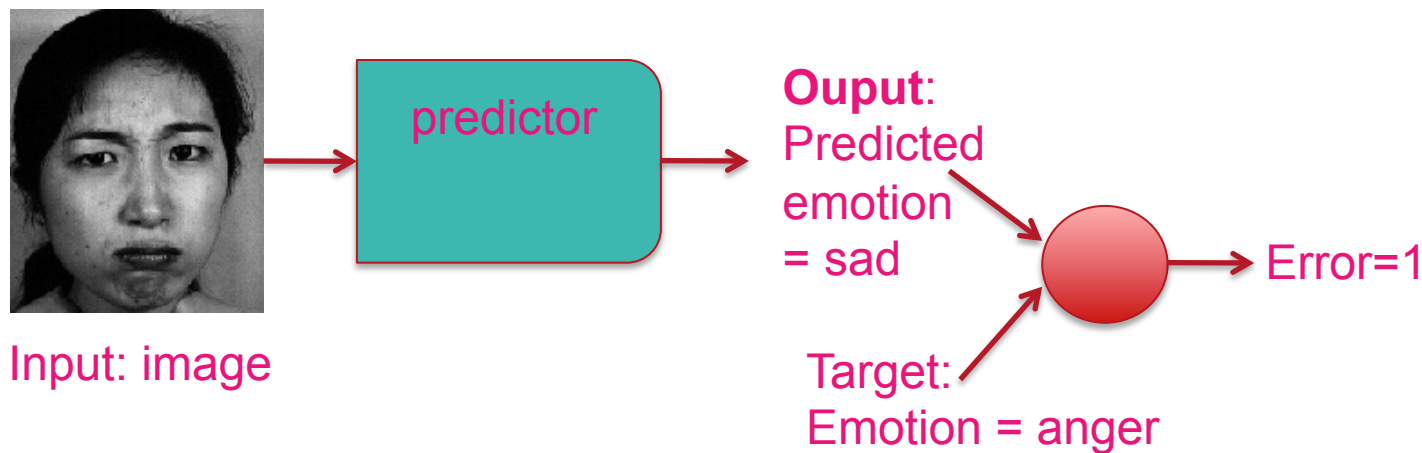 predictor
Ouput:
Predicted
emotion
= sad
Error=1
Input: image
Target:
Emotion = anger